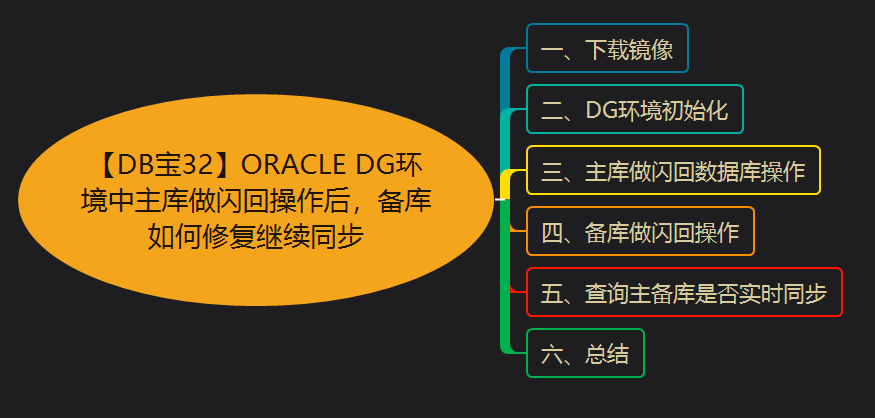 【DB宝32】ORACLE DG环
境中主库做闪回操作后，备库
如何修复继续同步
一、下载镜像
二、DG环境初始化
三、主库做闪回数据库操作
四、备库做闪回操作
五、查询主备库是否实时同步
六、总结